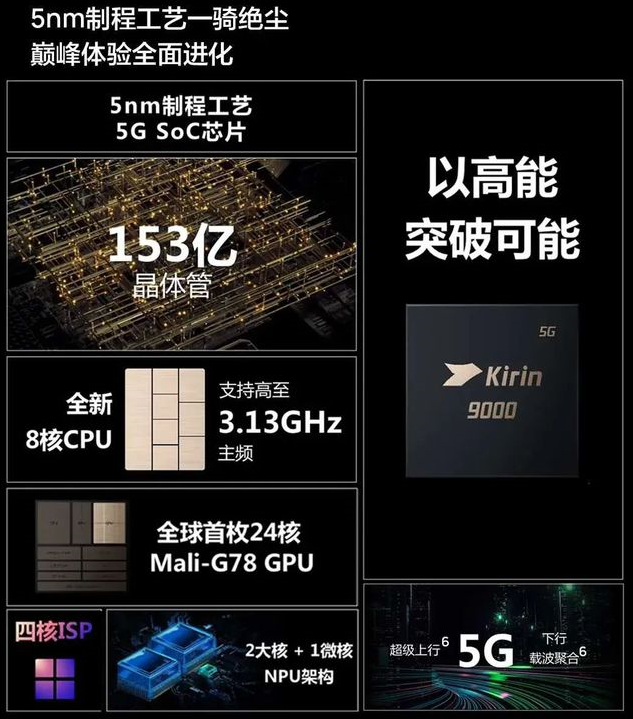 5nm制程工艺一骑绝尘
巅峰体验全面进化
5nm制程工艺
5G SoC芯片
153亿
晶体管
全新
8核CPU
支持高至
3.13GHz
主频
全球首枚24核
Mali-G78 GPU
四核ISP
2大核 + 1微核
NPU架构
以高能
突破可能
5G
Kirin
9000
超级上行6
5G
下行
载波聚合6